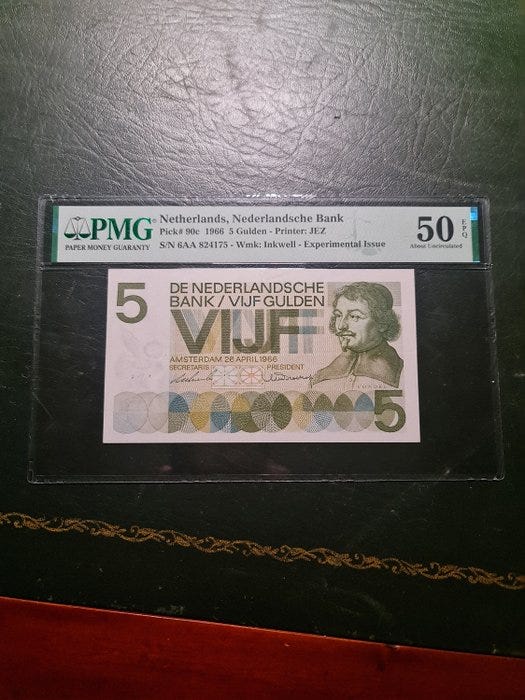 PMG
PAPER MONEY GUARANTY
Netherlands, Nederlandsche Bank
Pick# 90c 1966 5 Gulden - Printer: JEZ
S/N 6AA 824175 - Wmk: Inkwell - Experimental Issue
50
EPQ
About Uncirculated
5
DE NEDERLANDSCHE
BANK / VIJF GULDEN
VIJF
AMSTERDAM 26 APRIL 1966
SECRETARIS PRESIDENT
VONDEL
5